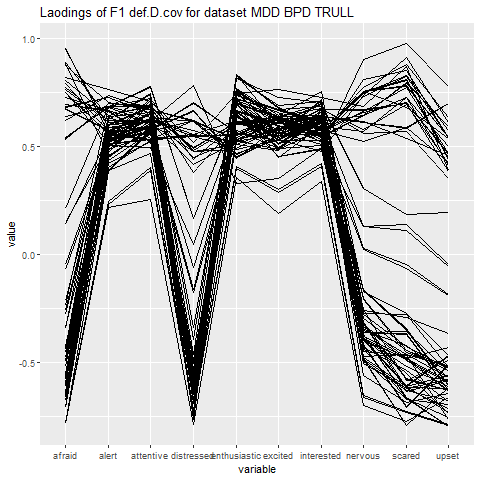 Laodings of F1 def.D.cov for dataset MDD BPD TRULL
1.0
0.5
0.0
-0.5
value
afraid alert attentive distressed enthusiastic excited interested nervous scared upset
variable